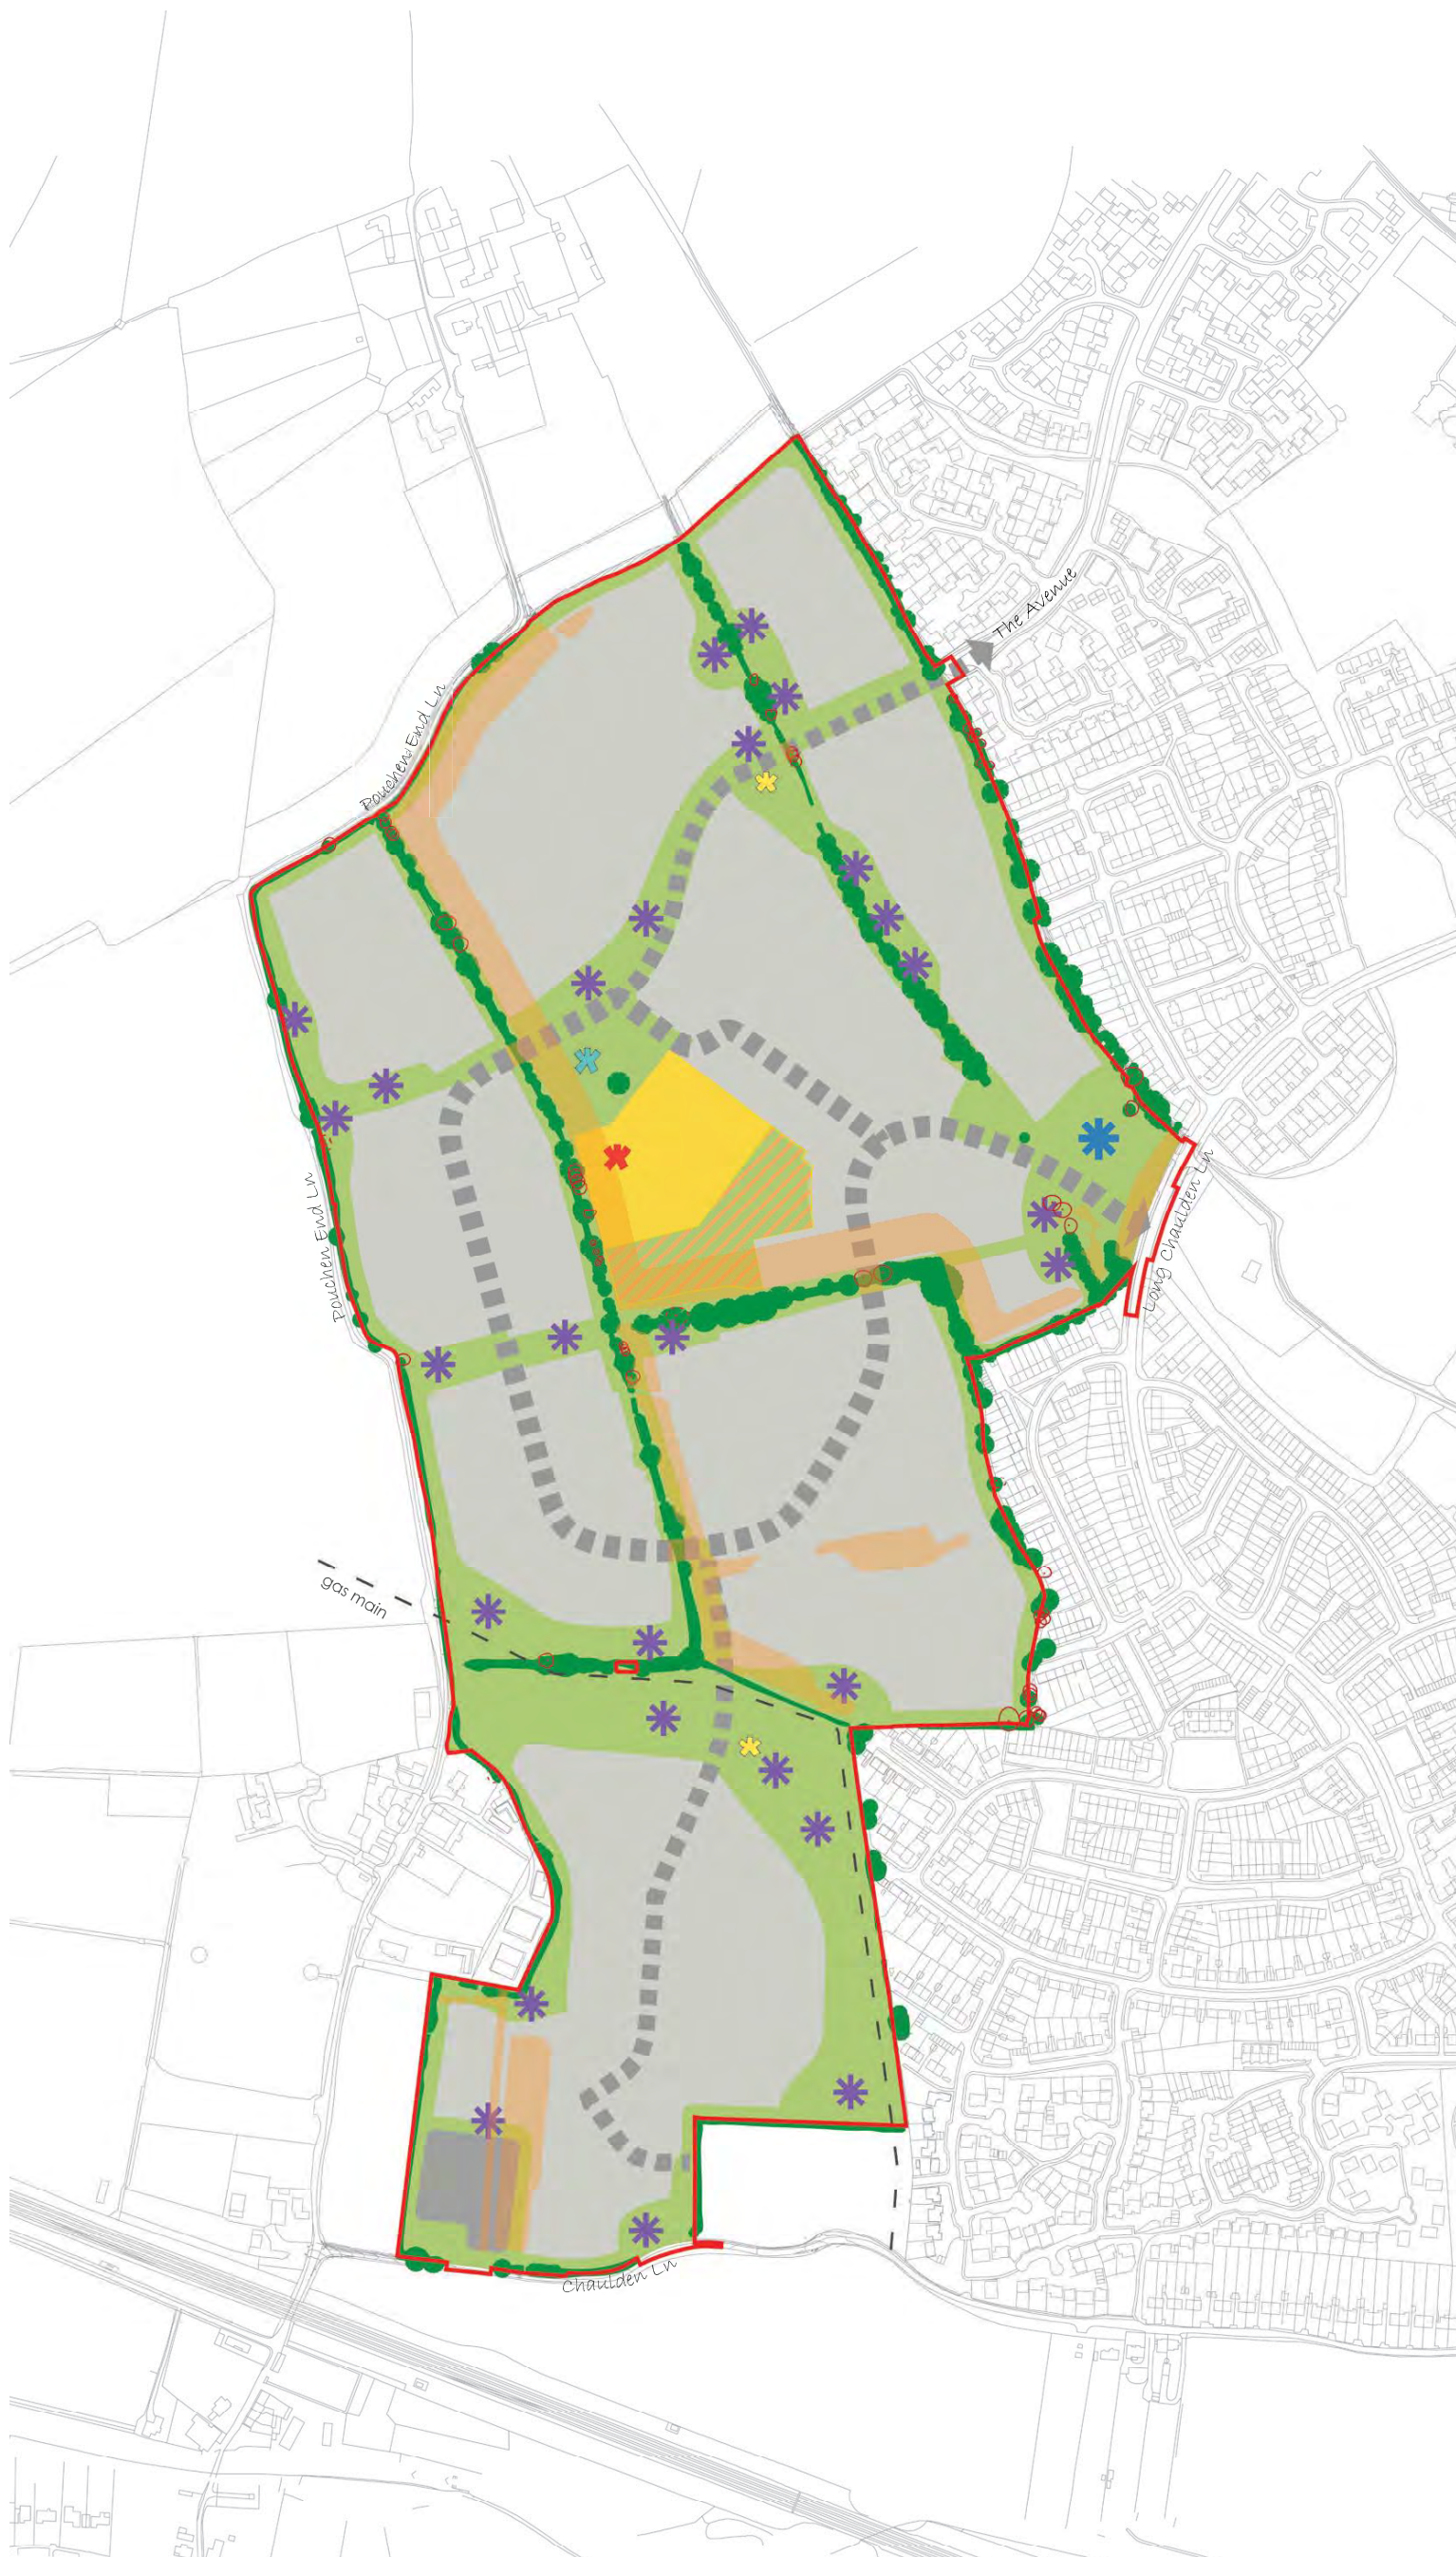 The Avenue
Pouchen End Ln
Pouchen End Ln
Long Chaulden Ln
gas main
Chaulden Ln